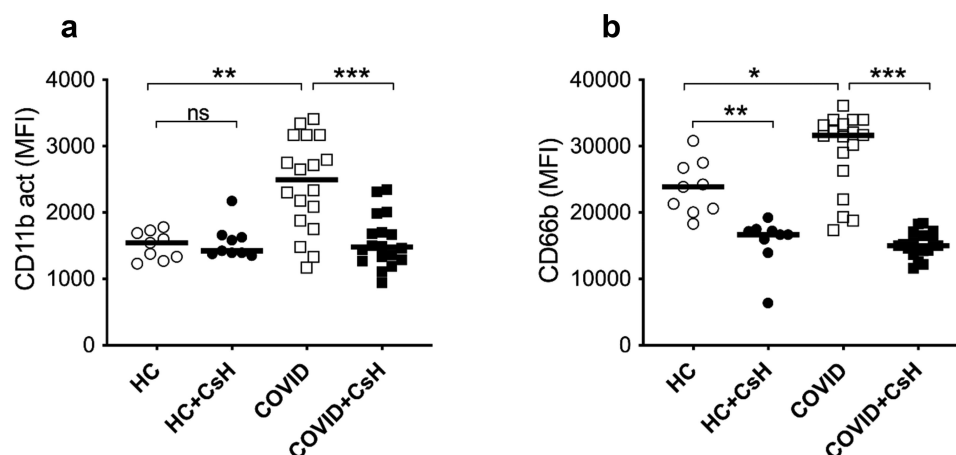 a
b
4000
3000
2000
1000
0
CD11b act (MFI)
**
***
ns
HC
HC+CsH
COVID
COVID+CsH
40000
30000
20000
10000
0
CD66b (MFI)
*
***
**
HC
HC+CsH
COVID
COVID+CsH